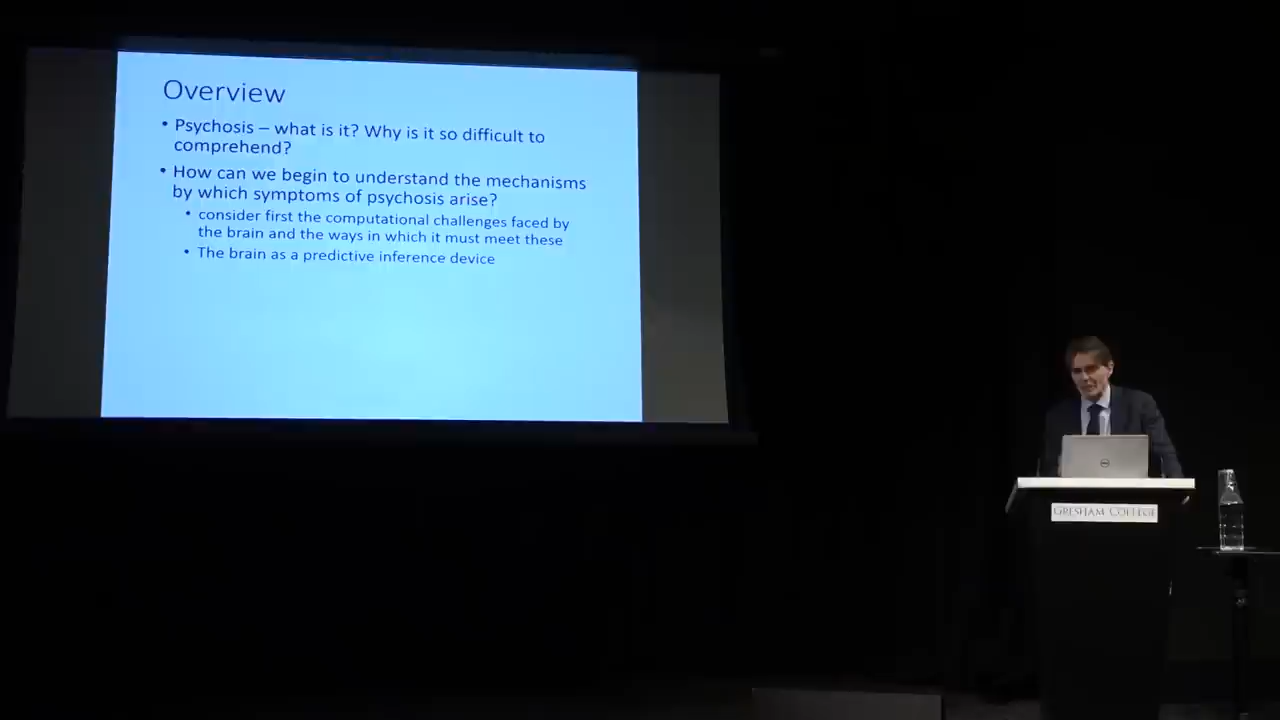 Overview
• Psychosis – what is it? Why is it so difficult to
comprehend?
• How can we begin to understand the mechanisms
by which symptoms of psychosis arise?
• consider first the computational challenges faced by
the brain and the ways in which it must meet these
• The brain as a predictive inference device
GRESHAM COLLEGE